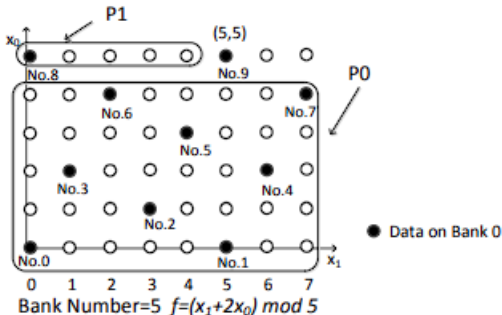 P1
(5,5)
x0
No.8
No.9
P0
No.6
No.7
No.5
No.3
No.4
No.2
No.0
No.1
Data on Bank 0
x1
0 1 2 3 4 5 6 7
Bank Number=5 f=(x1+2x0) mod 5